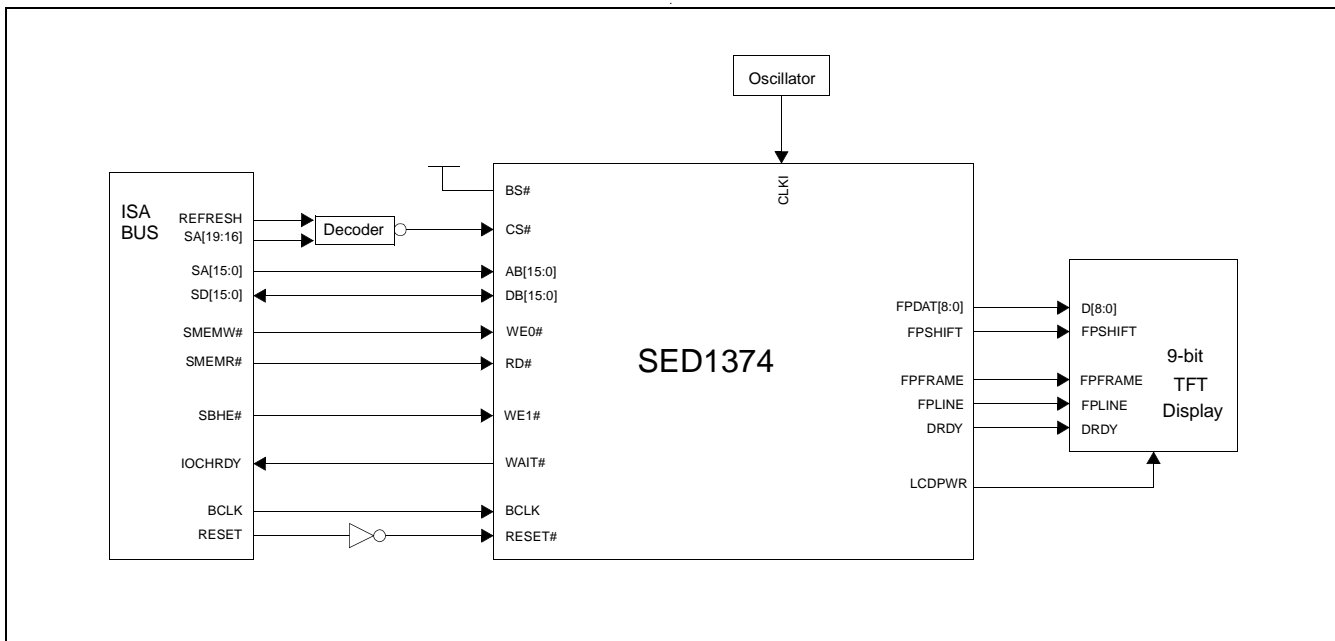 Oscillator
CLKI
ISA
BUS
REFRESH
SA[19:16]
SA[15:0]
SD[15:0]
SMEMW#
SMEMR#
SBHE#
IOCHRDY
BCLK
RESET
Decoder
BS#
CS#
AB[15:0]
DB[15:0]
WE0#
RD#
WE1#
WAIT#
BCLK
RESET#
SED1374
FPDAT[8:0]
FPSHIFT
FPFRAME
FPLINE
DRDY
LCDPWR
D[8:0]
FPSHIFT
FPFRAME
FPLINE
DRDY
9-bit
TFT
Display